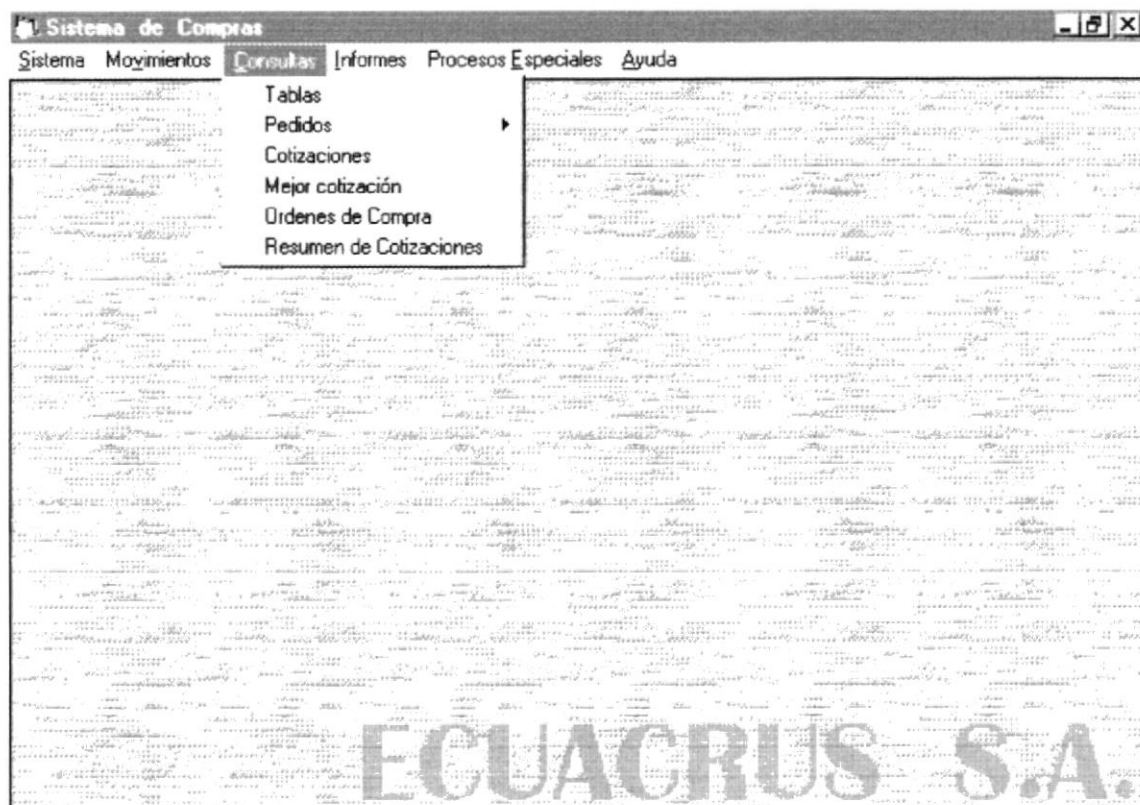 Sistema de Compras
Sistema Movimientos Consultas Informes Procesos Especiales Ayuda
Tablas
Pedidos
Cotizaciones
Mejor cotización
Ordenes de Compra
Resumen de Cotizaciones
ECUACRUS S.A.